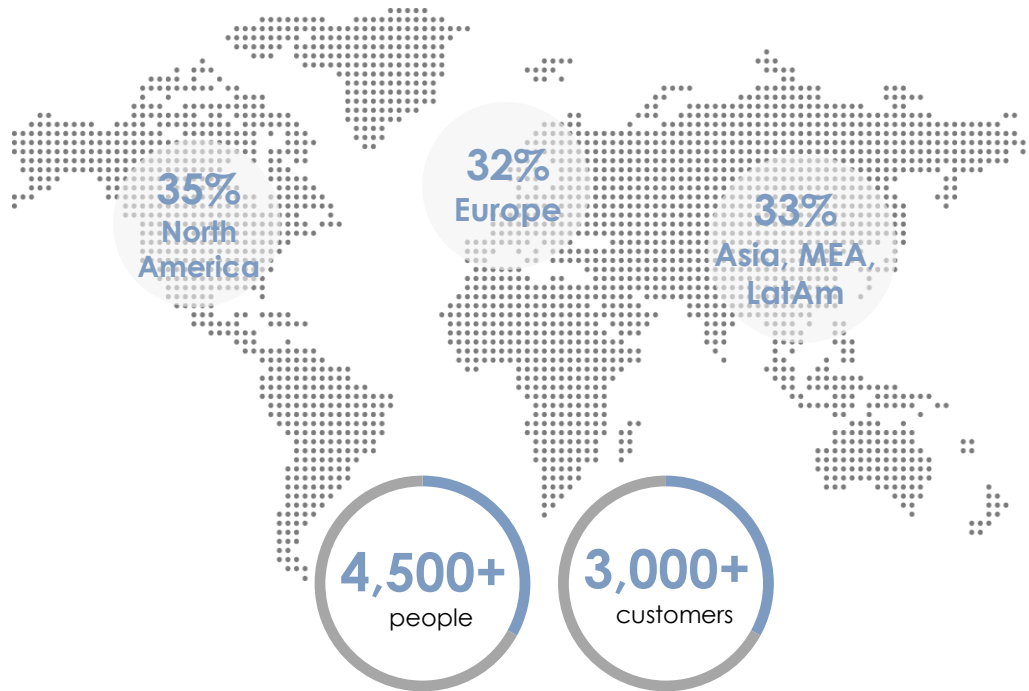 35%
North
America
32%
Europe
33%
Asia, MEA,
LatAm
4,500+
people
3,000+
customers